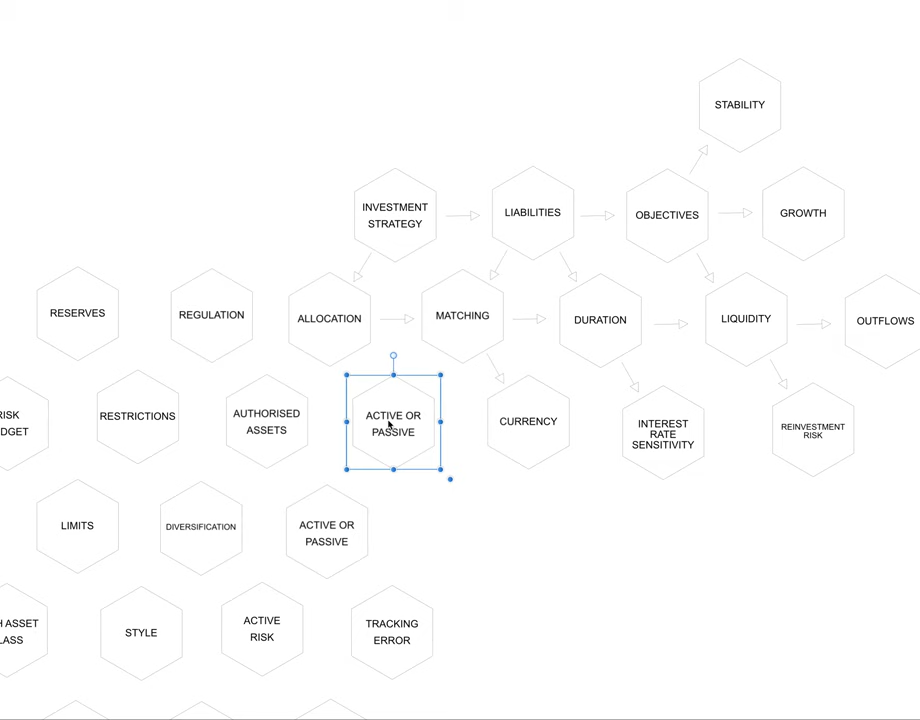 STABILITY
INVESTMENT
STRATEGY
LIABILITIES
OBJECTIVES
GROWTH
RESERVES
REGULATION
ALLOCATION
MATCHING
DURATION
LIQUIDITY
OUTFLOWS
RISK
DGET
RESTRICTIONS
AUTHORISED
ASSETS
ACTIVE OR
PASSIVE
CURRENCY
INTEREST
RATE
SENSITIVITY
REINVESTMENT
RISK
LIMITS
DIVERSIFICATION
ACTIVE OR
PASSIVE
H ASSET
LASS
STYLE
ACTIVE
RISK
TRACKING
ERROR